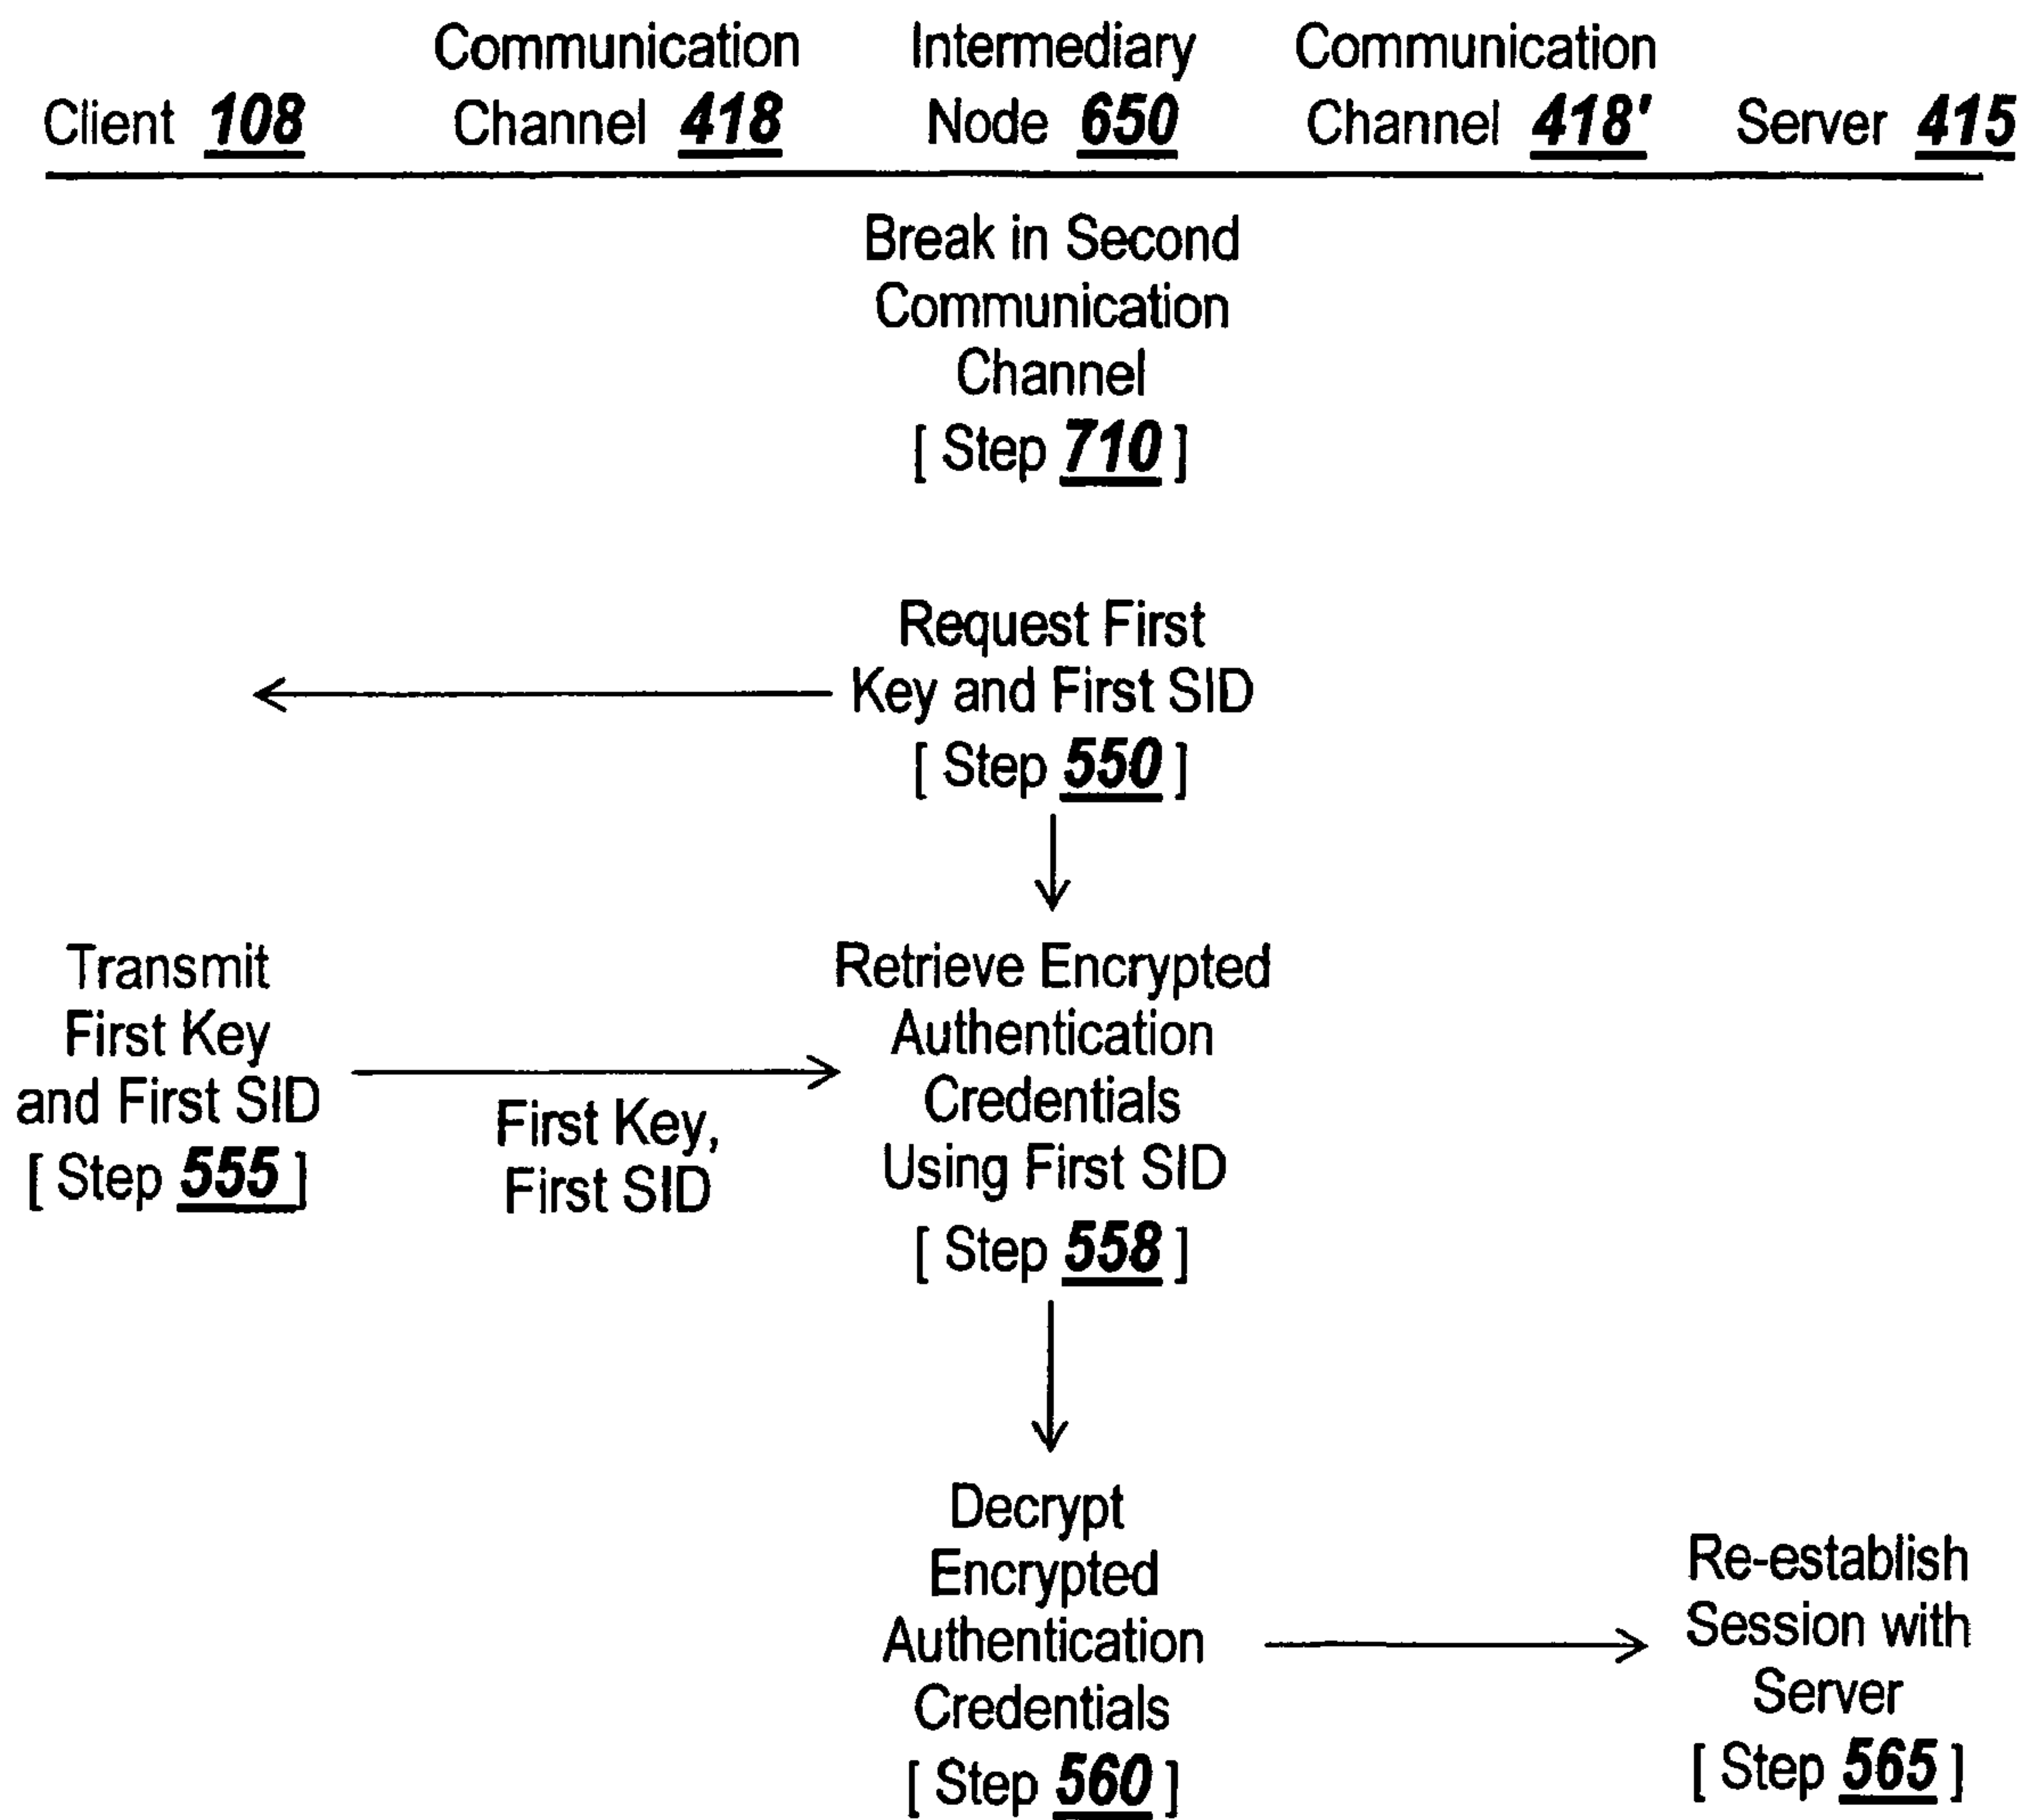 Client 108
Communication
Channel 418
Intermediary
Node 650
Communication
Channel 418'
Server 415
Break in Second
Communication
Channel
[ Step 710 ]
Request First
Key and First SID
[ Step 550 ]
Transmit
First Key
and First SID
[ Step 555 ]
First Key,
First SID
Retrieve Encrypted
Authentication
Credentials
Using First SID
[ Step 558 ]
Decrypt
Encrypted
Authentication
Credentials
[ Step 560 ]
Re-establish
Session with
Server
[ Step 565 ]